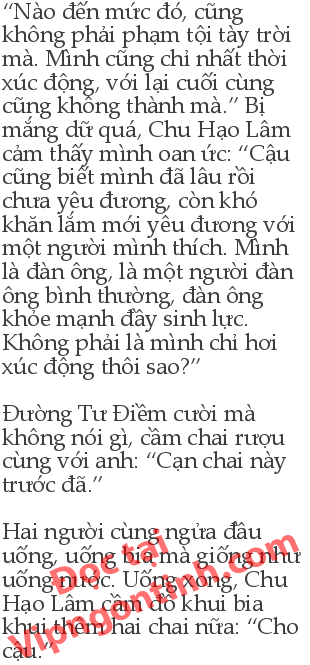 “Nào đến mức đó, cũng
không phải phạm tội tày trời
mà. Mình cũng chỉ nhất thời
xúc động, với lại cuối cùng
cũng không thành mà.” Bị
mắng dữ quá, Chu Hạo Lâm
cảm thấy mình oan ức: “Cậu
cũng biết mình đã lâu rồi
chưa yêu đương, còn khó
khăn lắm mới yêu đương với
một người mình thích. Mình
là đàn ông, là một người đàn
ông bình thường, đàn ông
khỏe mạnh đầy sinh lực.
Không phải là mình chỉ hơi
xúc động thôi sao?”
Đường Tư Điềm cười mà
không nói gì, cầm chai rượu
cùng với anh: “Cạn chai này
trước đã.”
Hai người cùng ngửa đầu
uống, uống bia mà giống như
uống nước. Uống xong, Chu
Hạo Lâm cầm đồ khui bia
khui thêm hai chai nữa: “Cho
cậu.”
Đọc tại
Vipngontinh.com